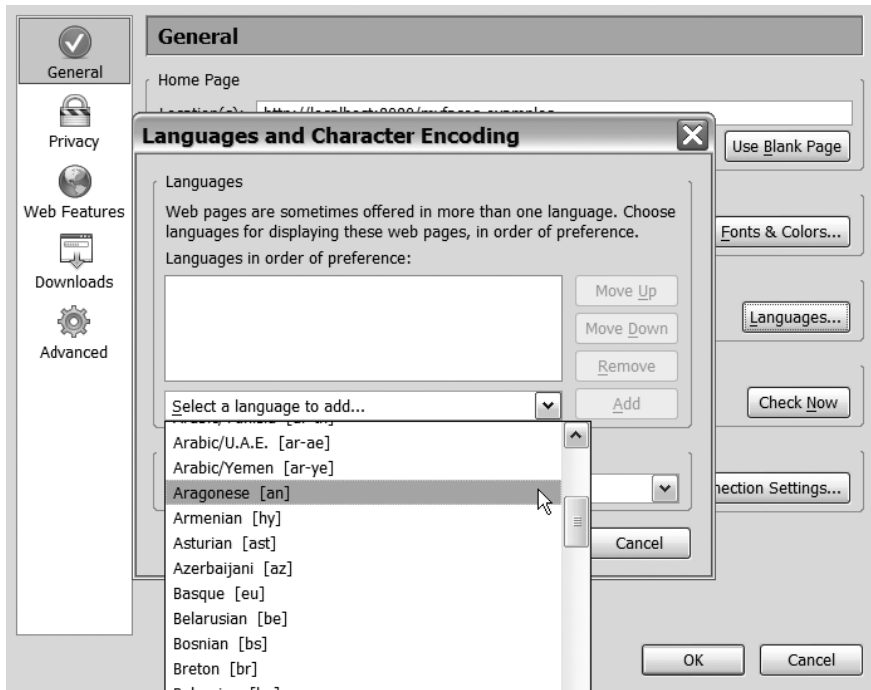 General
General
Home Page
Privacy
Use Blank Page
Web Features
Fonts & Colors...
Downloads
Languages...
Advanced
Check Now
nection Settings...
OK
Cancel
Languages and Character Encoding
Languages
Web pages are sometimes offered in more than one language. Choose
languages for displaying these web pages, in order of preference.
Languages in order of preference:
Move Up
Move Down
Remove
Select a language to add...
Add
Arabic/U.A.E. [ar-ae]
Arabic/Yemen [ar-ye]
Aragonese [an]
Armenian [hy]
Asturian [ast]
Azerbaijani [az]
Basque [eu]
Belarusian [be]
Bosnian [bs]
Breton [br]
Cancel